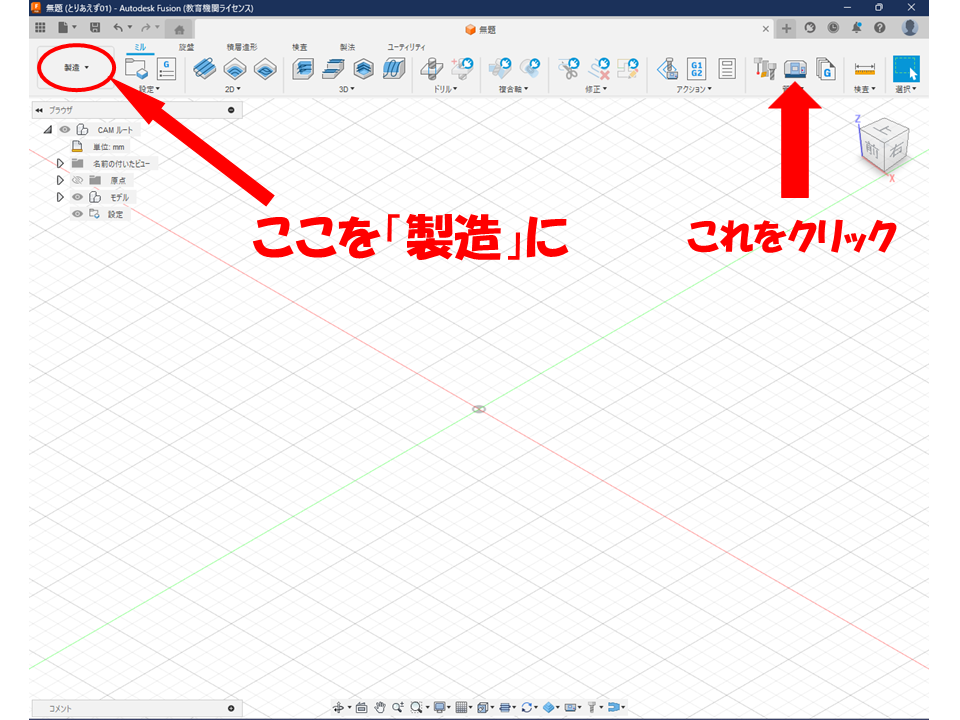 無題 (とりあえず01) - Autodesk Fusion (教育機関ライセンス)
無題
ミル 旋盤 積層造形 検査 製法 ユーティリティ
製造
G G1 G2 G
設定 2D 3D ドリル 複合軸 修正 アクション 検査 選択
ブラウザ
CAM ルート
単位: mm
名前の付いたビュー
原点
モデル
設定
Z
上
前 右
X
ここを「製造」に
これをクリック
コメント